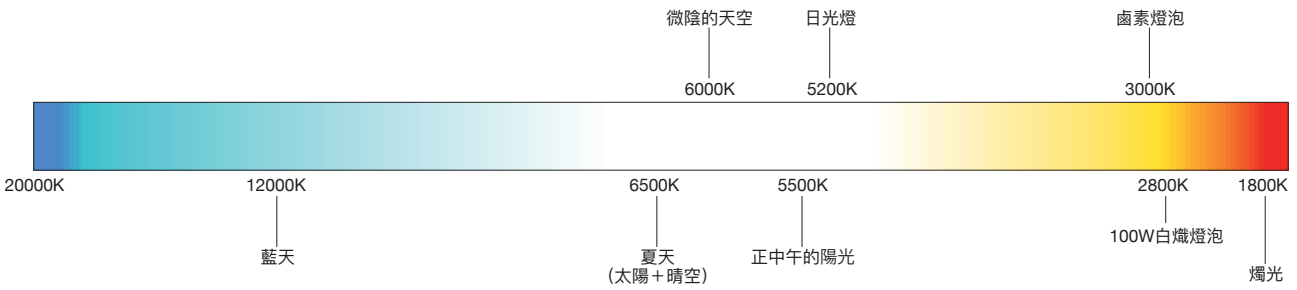 微陰的天空 日光燈 鹵素燈泡
6000K 5200K 3000K
20000K 12000K 6500K 5500K 2800K 1800K
100W白熾燈泡
藍天 夏天 正中午的陽光
(太陽＋晴空) 燭光